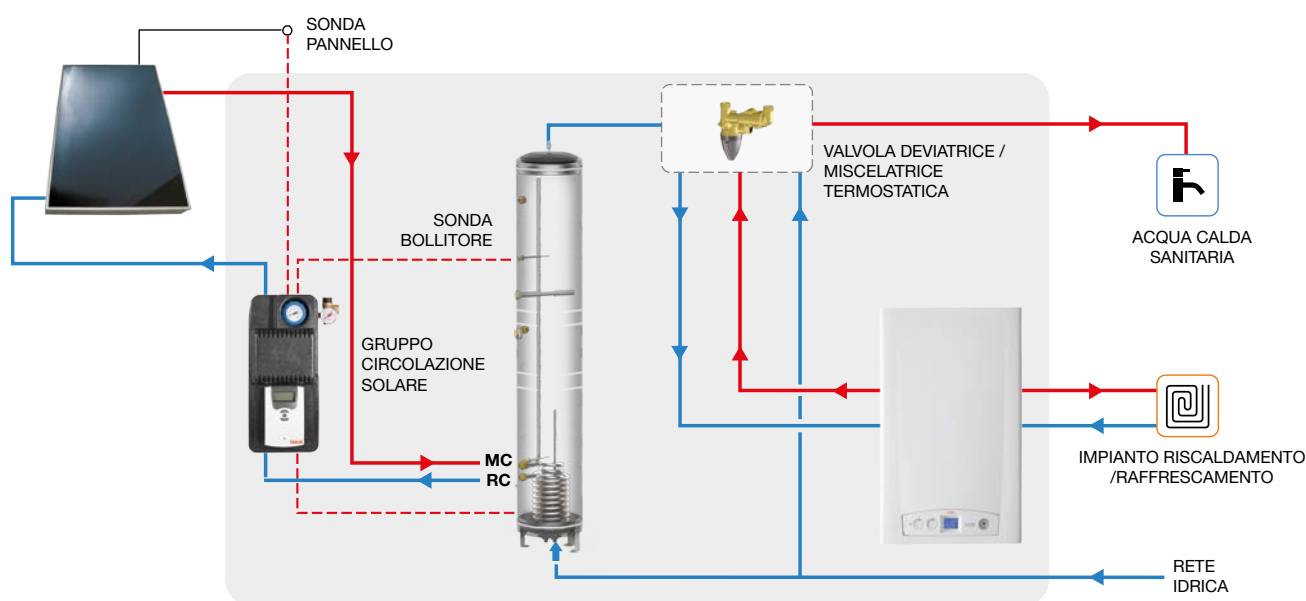 SONDA
PANNELLO
VALVOLA DEVIATRICE /
MISCELATRICE
TERMOSTATICA
SONDA
BOLLITORE
ACQUA CALDA
SANITARIA
GRUPPO
CIRCOLAZIONE
SOLARE
MC
RC
IMPIANTO RISCALDAMENTO
/RAFFRESCAMENTO
RETE
IDRICA